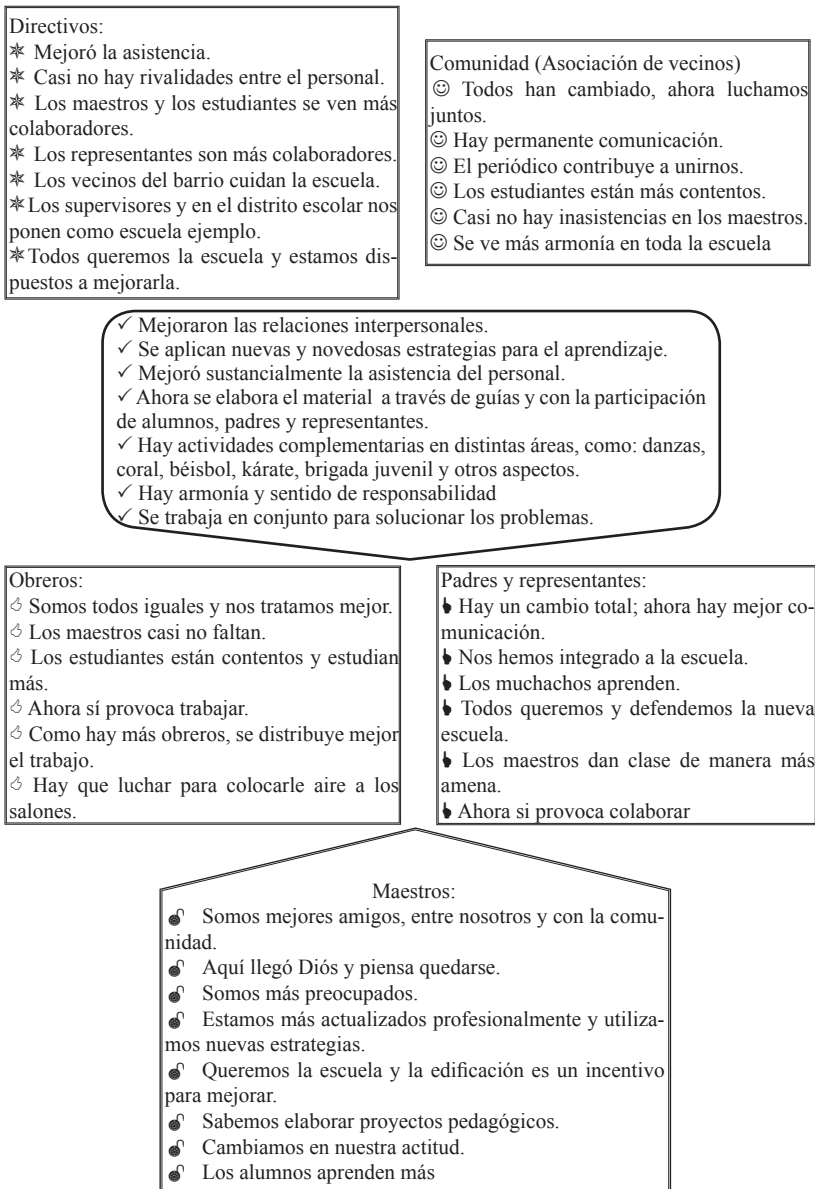 Directivos:
✵ Mejoró la asistencia.
✵ Casi no hay rivalidades entre el personal.
✵ Los maestros y los estudiantes se ven más
colaboradores.
✵ Los representantes son más colaboradores.
✵ Los vecinos del barrio cuidan la escuela.
✵Los supervisores y en el distrito escolar nos
ponen como escuela ejemplo.
✵Todos queremos la escuela y estamos dis-
puestos a mejorarla.
Comunidad (Asociación de vecinos)
☺ Todos han cambiado, ahora luchamos
juntos.
☺ Hay permanente comunicación.
☺ El periódico contribuye a unirnos.
☺ Los estudiantes están más contentos.
☺ Casi no hay inasistencias en los maestros.
☺ Se ve más armonía en toda la escuela
✓ Mejoraron las relaciones interpersonales.
✓ Se aplican nuevas y novedosas estrategias para el aprendizaje.
✓ Mejoró sustancialmente la asistencia del personal.
✓ Ahora se elabora el material a través de guías y con la participación
de alumnos, padres y representantes.
✓ Hay actividades complementarias en distintas áreas, como: danzas,
coral, béisbol, kárate, brigada juvenil y otros aspectos.
✓ Hay armonía y sentido de responsabilidad
✓ Se trabaja en conjunto para solucionar los problemas.
Obreros:
👍 Somos todos iguales y nos tratamos mejor.
👍 Los maestros casi no faltan.
👍 Los estudiantes están contentos y estudian
más.
👍 Ahora sí provoca trabajar.
👍 Como hay más obreros, se distribuye mejor
el trabajo.
👍 Hay que luchar para colocarle aire a los
salones.
Padres y representantes:
👆 Hay un cambio total; ahora hay mejor co-
municación.
👆 Nos hemos integrado a la escuela.
👆 Los muchachos aprenden.
👆 Todos queremos y defendemos la nueva
escuela.
👆 Los maestros dan clase de manera más
amena.
👆 Ahora si provoca colaborar
Maestros:
💣 Somos mejores amigos, entre nosotros y con la comu-
nidad.
💣 Aquí llegó Diós y piensa quedarse.
💣 Somos más preocupados.
💣 Estamos más actualizados profesionalmente y utiliza-
mos nuevas estrategias.
💣 Queremos la escuela y la edificación es un incentivo
para mejorar.
💣 Sabemos elaborar proyectos pedagógicos.
💣 Cambiamos en nuestra actitud.
💣 Los alumnos aprenden más